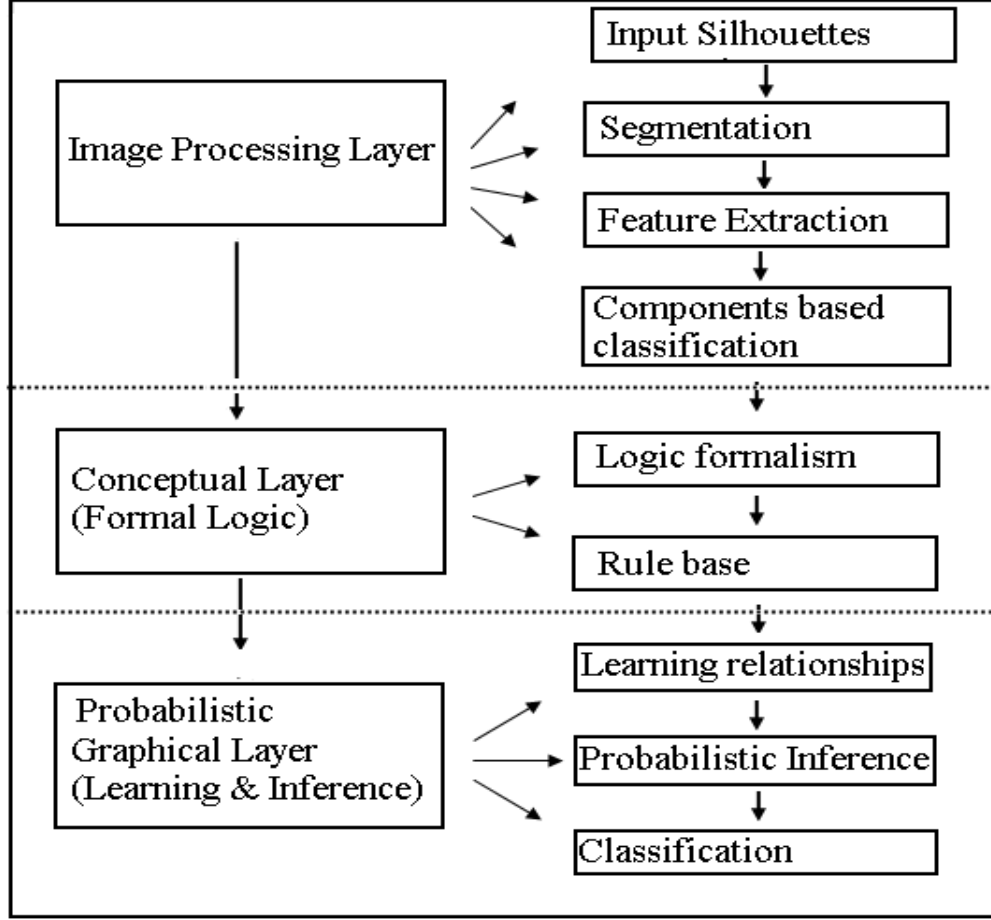 Input Silhouettes
Image Processing Layer
Segmentation
Feature Extraction
Components based
classification
Conceptual Layer
(Formal Logic)
Logic formalism
Rule base
Probabilistic
Graphical Layer
(Learning & Inference)
Learning relationships
Probabilistic Inference
Classification